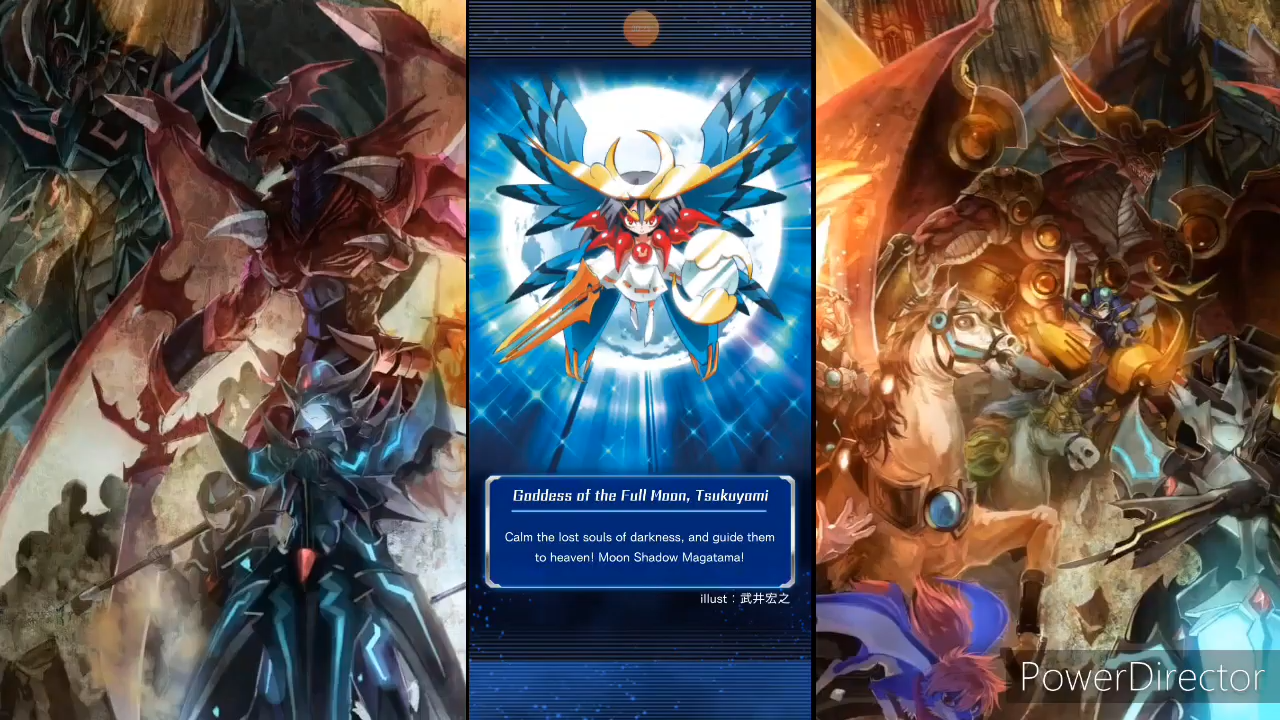 Goddess of the Full Moon, Tsukuyomi
Calm the lost souls of darkness, and guide them
to heaven! Moon Shadow Magatama!
illust：武井宏之
PowerDirector